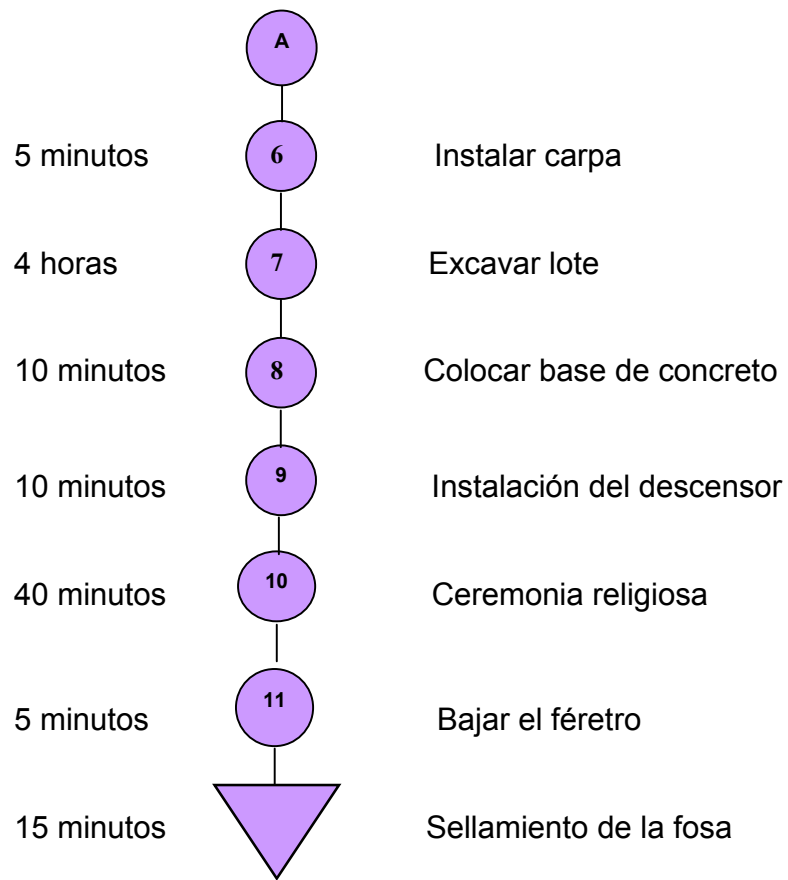 A
5 minutos 6 Instalar carpa
4 horas 7 Excavar lote
10 minutos 8 Colocar base de concreto
10 minutos 9 Instalación del descensor
40 minutos 10 Ceremonia religiosa
5 minutos 11 Bajar el féretro
15 minutos Sellamiento de la fosa